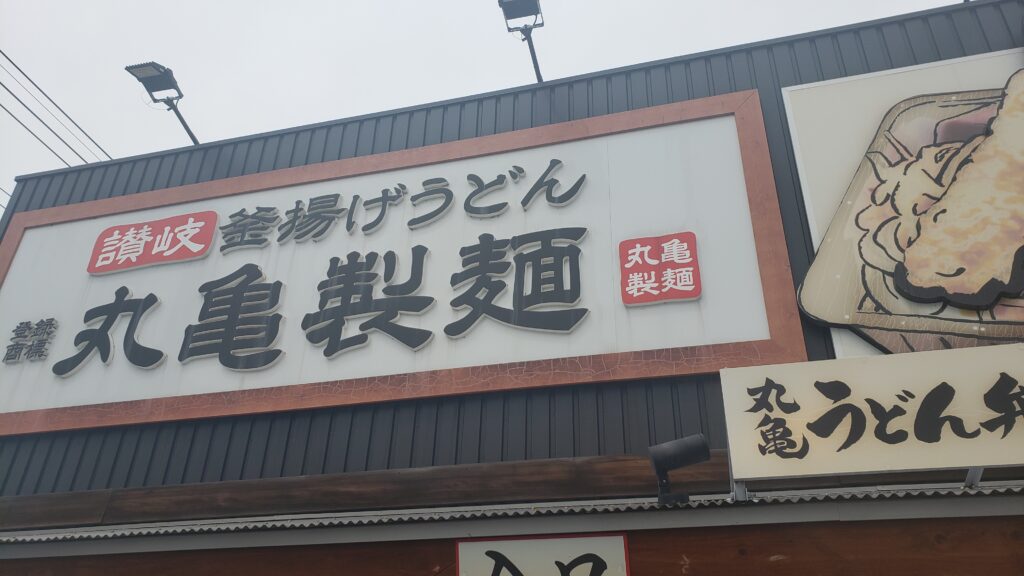 讃岐 釜揚げうどん
登録商標 丸亀製麺
丸亀製麺
丸亀 うどん弁